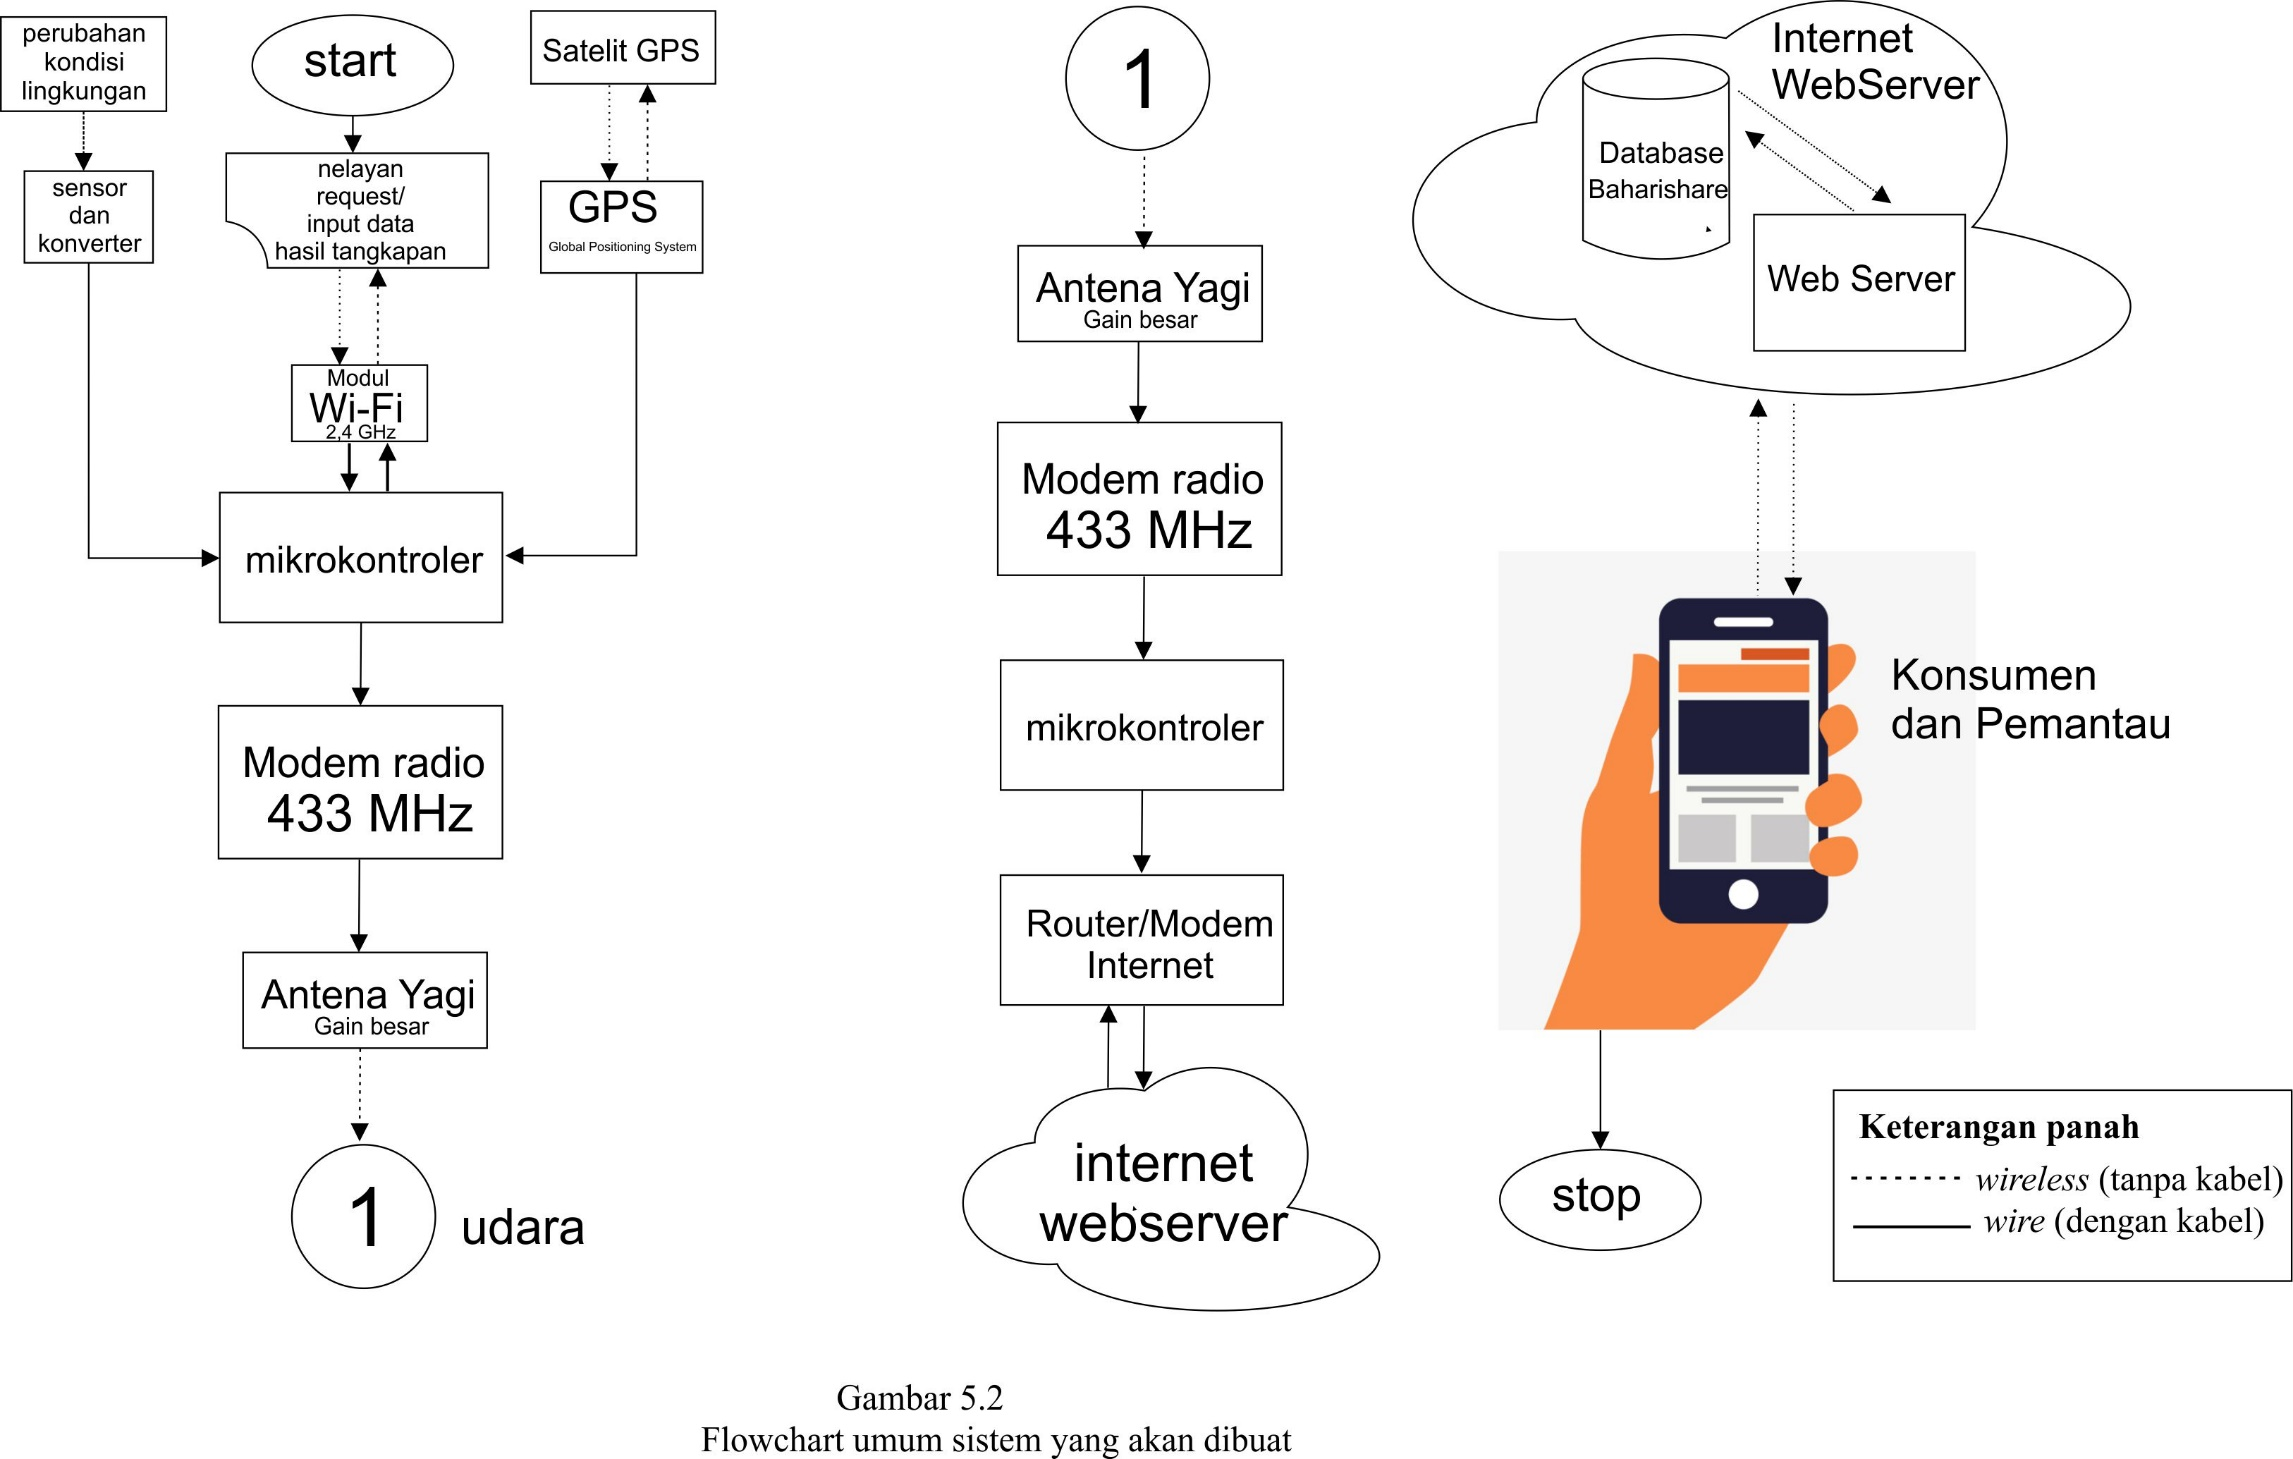 perubahan
kondisi
lingkungan
sensor
dan
konverter
start
nelayan
request/
input data
hasil tangkapan
Satelit GPS
GPS
Global Positioning System
Modul
Wi-Fi
2,4 GHz
mikrokontroler
Modem radio
433 MHz
Antena Yagi
Gain besar
1
udara
1
Antena Yagi
Gain besar
Modem radio
433 MHz
mikrokontroler
Router/Modem
Internet
internet
webserver
Internet
WebServer
Database
Baharishare
Web Server
Konsumen
dan Pemantau
stop
Keterangan panah
wireless (tanpa kabel)
wire (dengan kabel)
Gambar 5.2
Flowchart umum sistem yang akan dibuat